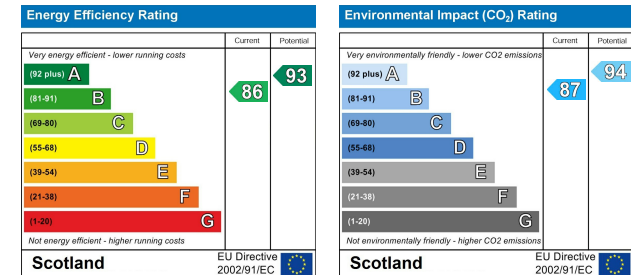 Energy Efficiency Rating
Current Potential
Very energy efficient - lower running costs
(92 plus) A
(81-91) B
(69-80) C
(55-68) D
(39-54) E
(21-38) F
(1-20) G
86
93
Not energy efficient - higher running costs
Scotland
EU Directive
2002/91/EC
Environmental Impact (CO₂) Rating
Current Potential
Very environmentally friendly - lower CO2 emissions
(92 plus) A
(81-91) B
(69-80) C
(55-68) D
(39-54) E
(21-38) F
(1-20) G
87
94
Not environmentally friendly - higher CO2 emissions
Scotland
EU Directive
2002/91/EC